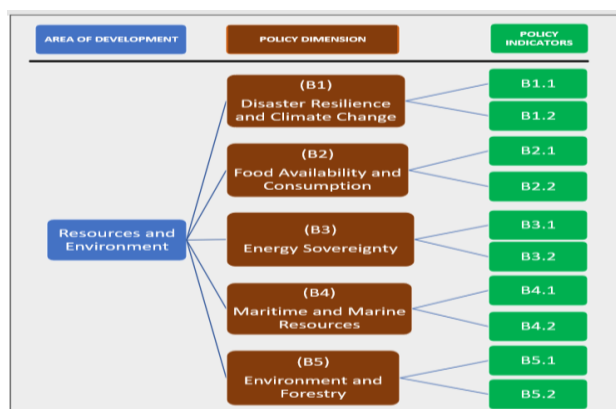 AREA OF DEVELOPMENT
POLICY DIMENSION
POLICY
INDICATORS
Resources and
Environment
(B1)
Disaster Resilience
and Climate Change
B1.1
B1.2
(B2)
Food Availability and
Consumption
B2.1
B2.2
(B3)
Energy Sovereignty
B3.1
B3.2
(B4)
Maritime and Marine
Resources
B4.1
B4.2
(B5)
Environment and
Forestry
B5.1
B5.2